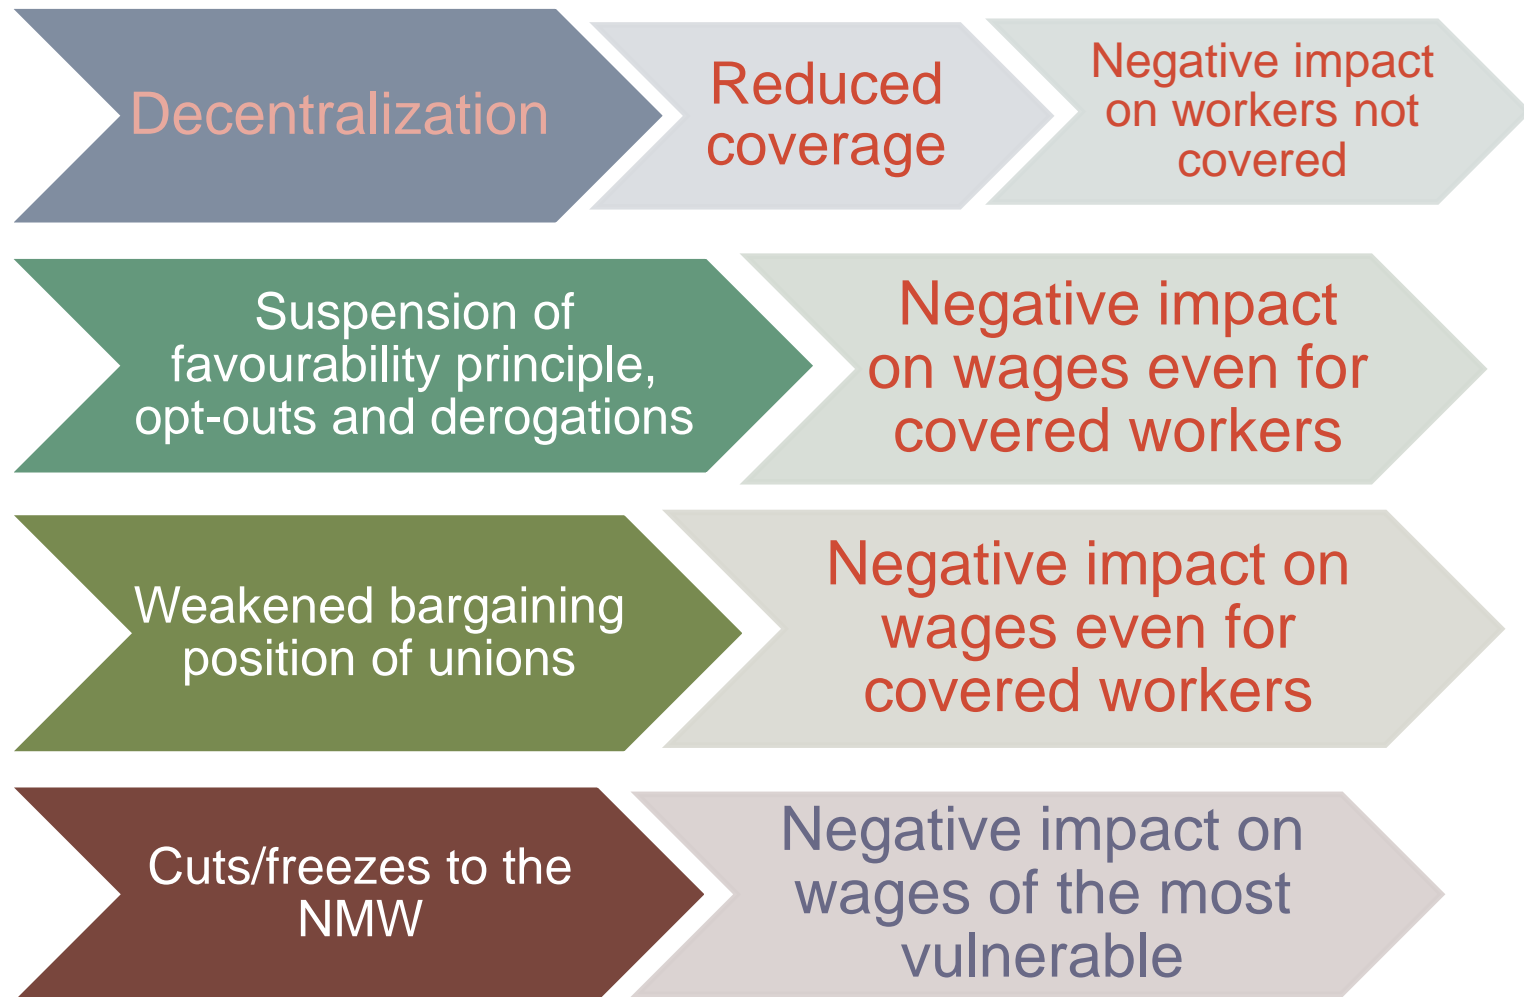 Decentralization
Reduced
coverage
Negative impact
on workers not
covered
Suspension of
favourability principle,
opt-outs and derogations
Negative impact
on wages even for
covered workers
Weakened bargaining
position of unions
Negative impact on
wages even for
covered workers
Cuts/freezes to the
NMW
Negative impact on
wages of the most
vulnerable